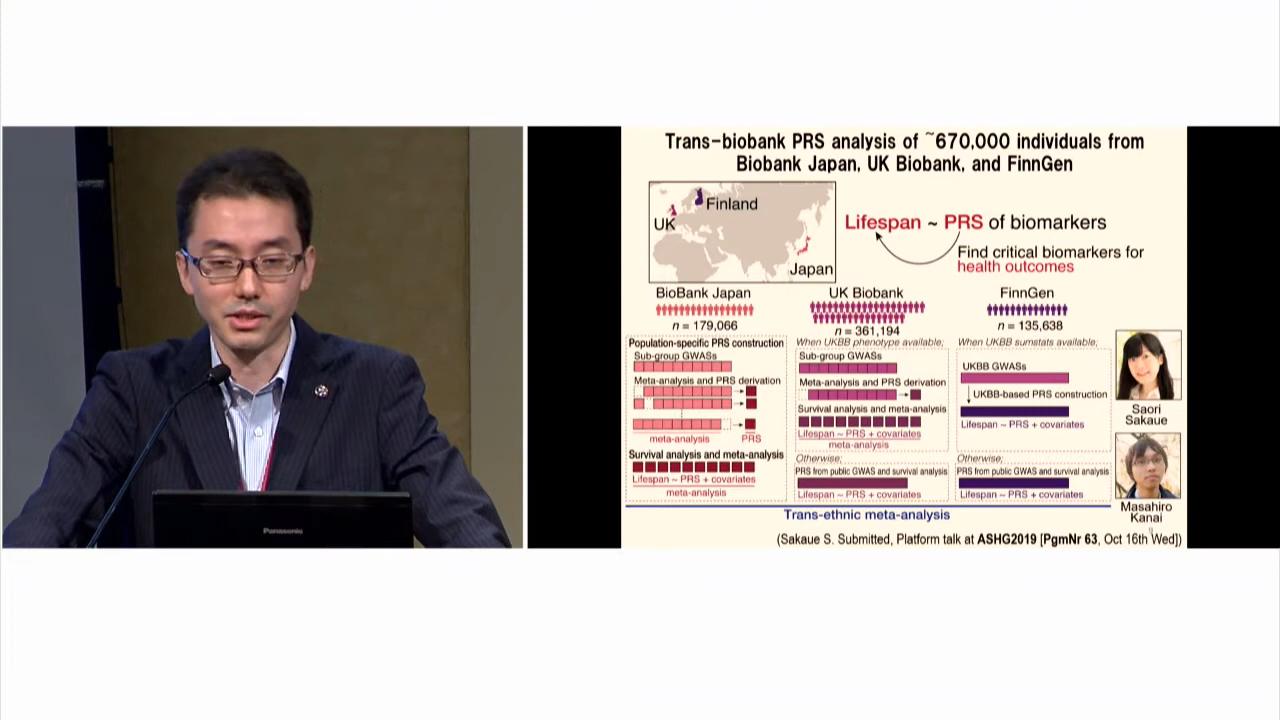 Trans-biobank PRS analysis of ~670,000 individuals from
Biobank Japan, UK Biobank, and FinnGen
Finland
UK
Japan
Lifespan ~ PRS of biomarkers
Find critical biomarkers for
health outcomes
BioBank Japan
n = 179,066
UK Biobank
n = 361,194
FinnGen
n = 135,638
Population-specific PRS construction
Sub-group GWASs
Meta-analysis and PRS derivation
meta-analysis
PRS
Survival analysis and meta-analysis
Lifespan ~ PRS + covariates
meta-analysis
When UKBB phenotype available;
Sub-group GWASs
Meta-analysis and PRS derivation
Survival analysis and meta-analysis
Lifespan ~ PRS + covariates
meta-analysis
Otherwise;
PRS from public GWAS and survival analysis
Lifespan ~ PRS + covariates
When UKBB sumstats available;
UKBB GWASs
UKBB-based PRS construction
Lifespan ~ PRS + covariates
Otherwise;
PRS from public GWAS and survival analysis
Lifespan ~ PRS + covariates
Saori
Sakaue
Masahiro
Kanai
Trans-ethnic meta-analysis
(Sakaue S. Submitted, Platform talk at ASHG2019 [PgmNr 63, Oct 16th Wed])
Panasonic